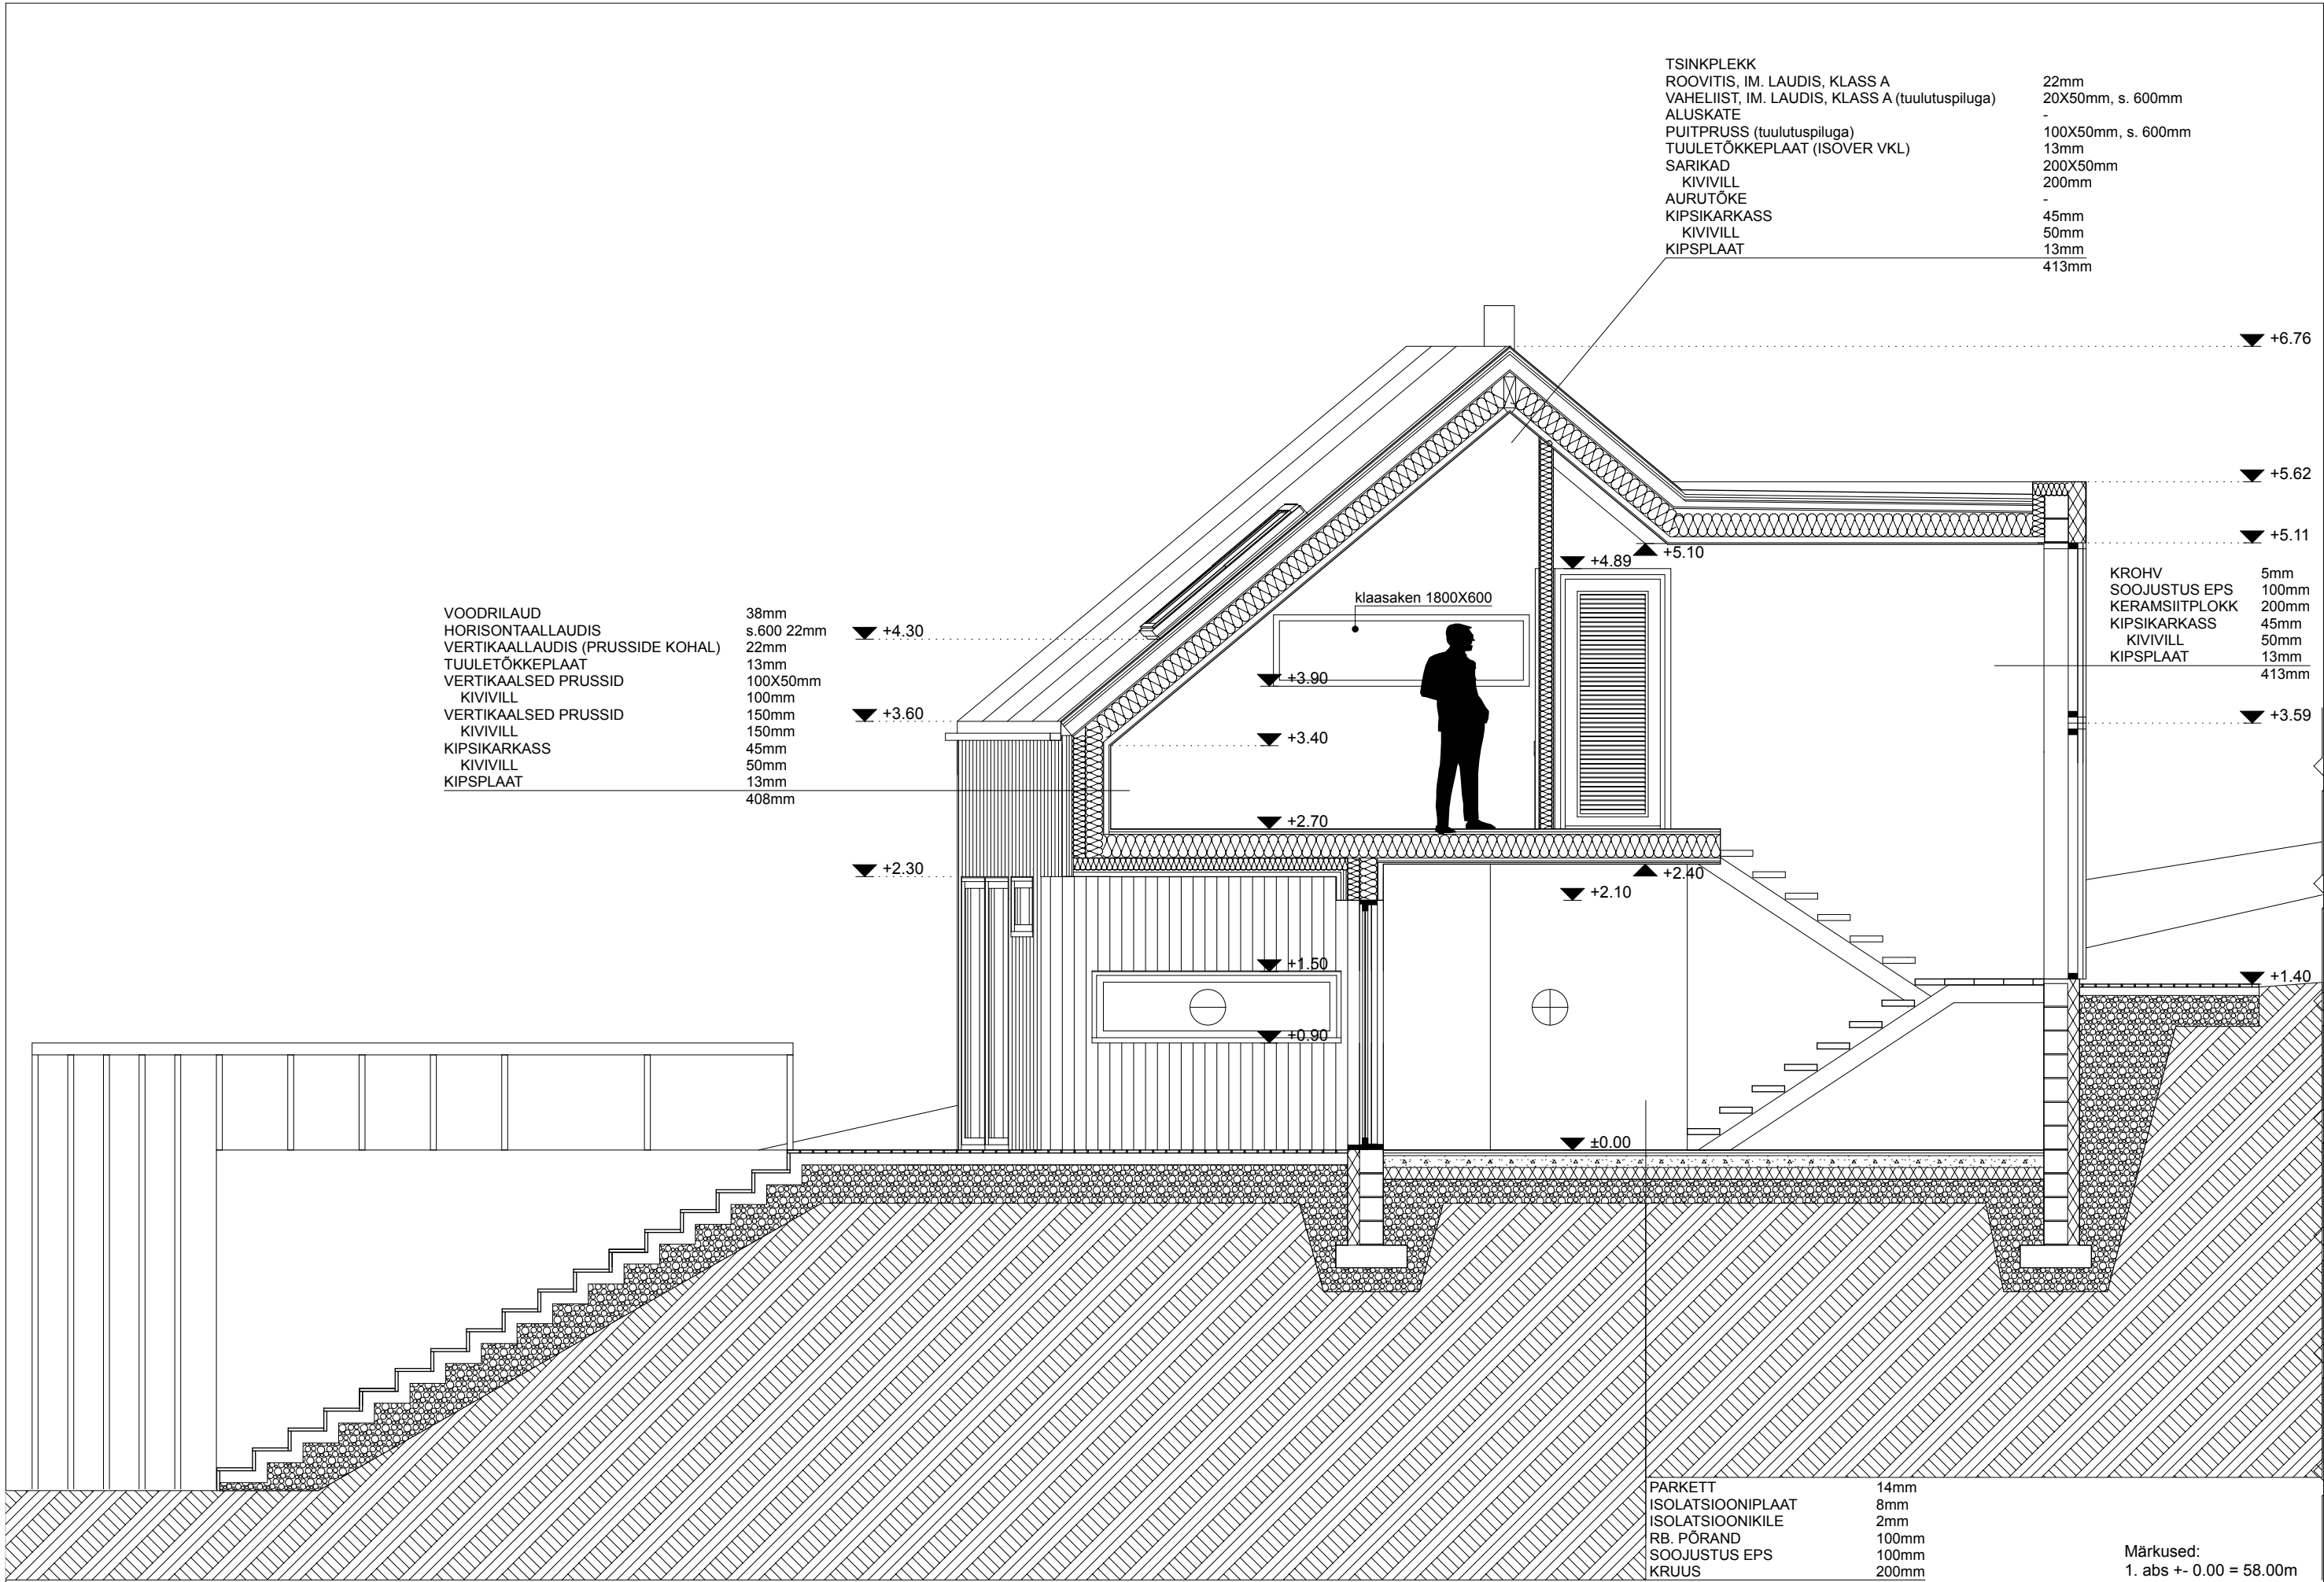 TSINKPLEKK
ROOVITIS, IM. LAUDIS, KLASS A 22mm
VAHELIIST, IM. LAUDIS, KLASS A (tuulutuspiluga) 20X50mm, s. 600mm
ALUSKATE -
PUITPRUSS (tuulutuspiluga) 100X50mm, s. 600mm
TUULETÕKKEPLAAT (ISOVER VKL) 13mm
SARIKAD 200X50mm
KIVIVILL 200mm
AURUTÕKE -
KIPSIKARKASS 45mm
KIVIVILL 50mm
KIPSPLAAT 13mm
413mm
+6.76
+5.62
+5.11
+5.10
+4.89
KROHV 5mm
SOOJUSTUS EPS 100mm
KERAMSIITPLOKK 200mm
KIPSIKARKASS 45mm
KIVIVILL 50mm
KIPSPLAAT 13mm
413mm
+3.59
klaasaken 1800X600
VOODRILAUD 38mm
HORISONTAALLAUDIS s.600 22mm
VERTIKAALLAUDIS (PRUSSIDE KOHAL) 22mm
TUULETÕKKEPLAAT 13mm
VERTIKAALSED PRUSSID 100X50mm
KIVIVILL 100mm
VERTIKAALSED PRUSSID 150mm
KIVIVILL 150mm
KIPSIKARKASS 45mm
KIVIVILL 50mm
KIPSPLAAT 13mm
408mm
+4.30
+3.60
+3.90
+3.40
+2.70
+2.30
+2.40
+2.10
+1.50
+1.40
+0.90
±0.00
PARKETT 14mm
ISOLATSIOONIPLAAT 8mm
ISOLATSIOONIKILE 2mm
RB. PÕRAND 100mm
SOOJUSTUS EPS 100mm
KRUUS 200mm
Märkused:
1. abs +- 0.00 = 58.00m